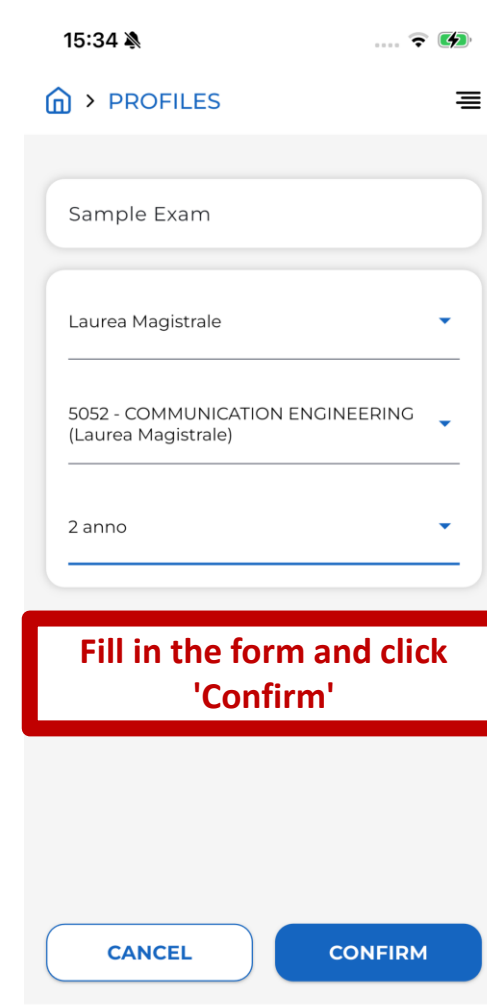 15:34
> PROFILES
Sample Exam
Laurea Magistrale
5052 - COMMUNICATION ENGINEERING
(Laurea Magistrale)
2 anno
Fill in the form and click
'Confirm'
CANCEL CONFIRM